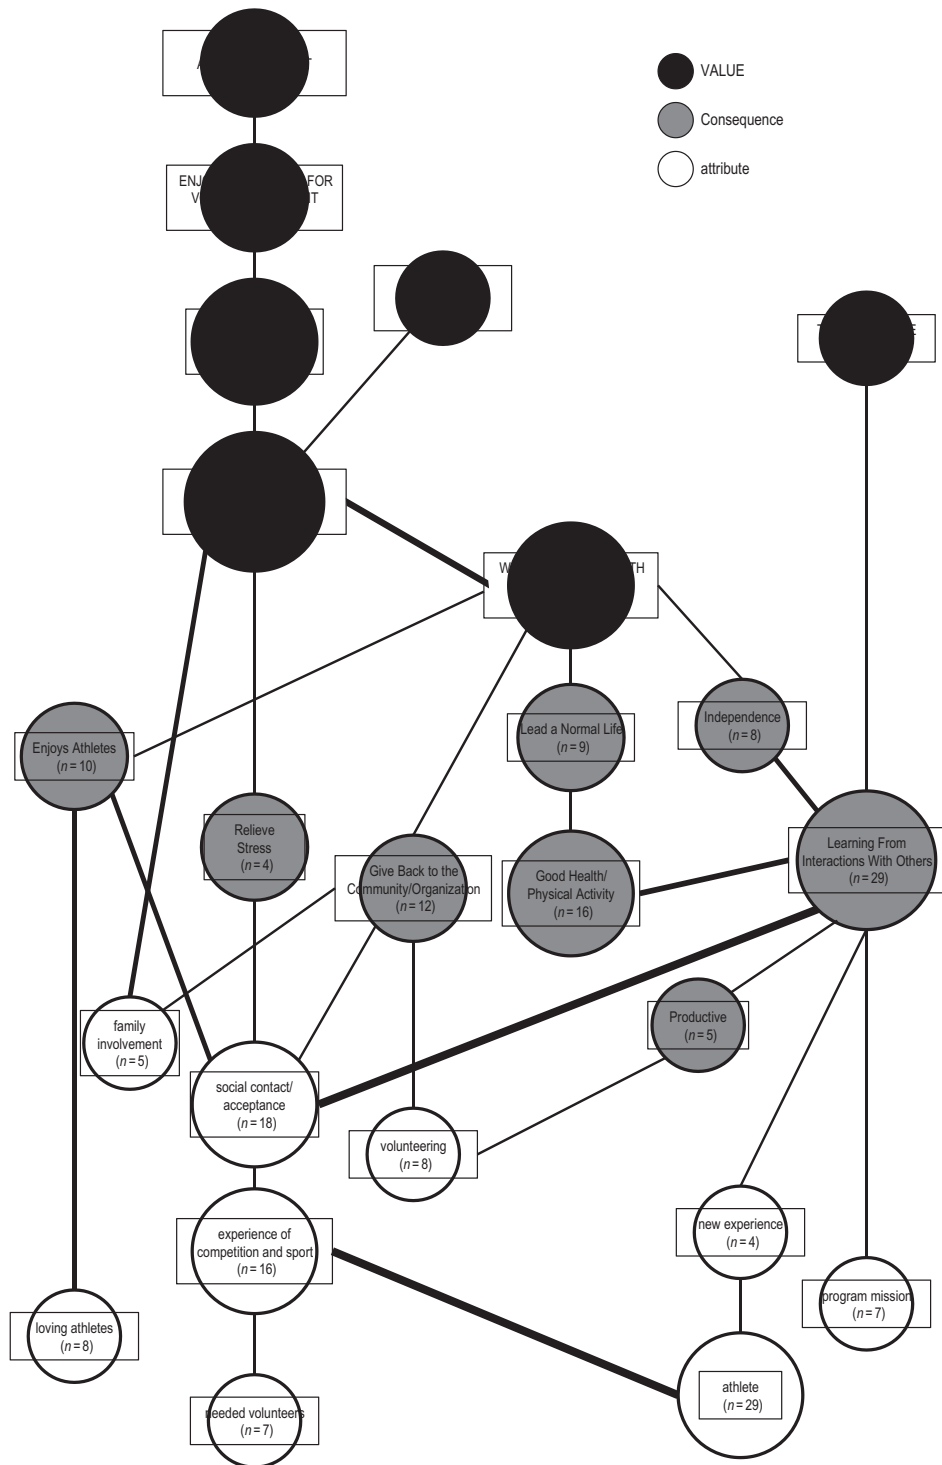 VALUE
Consequence
attribute
FOR
Enjoys Athletes
(n = 10)
Lead a Normal Life
(n = 9)
Independence
(n = 8)
Relieve
Stress
(n = 4)
Give Back to the
Community/Organization
(n = 12)
Good Health/
Physical Activity
(n = 16)
Learning From
Interactions With Others
(n = 29)
Productive
(n = 5)
family
involvement
(n = 5)
social contact/
acceptance
(n = 18)
volunteering
(n = 8)
experience of
competition and sport
(n = 16)
new experience
(n = 4)
program mission
(n = 7)
loving athletes
(n = 8)
needed volunteers
(n = 7)
athlete
(n = 29)